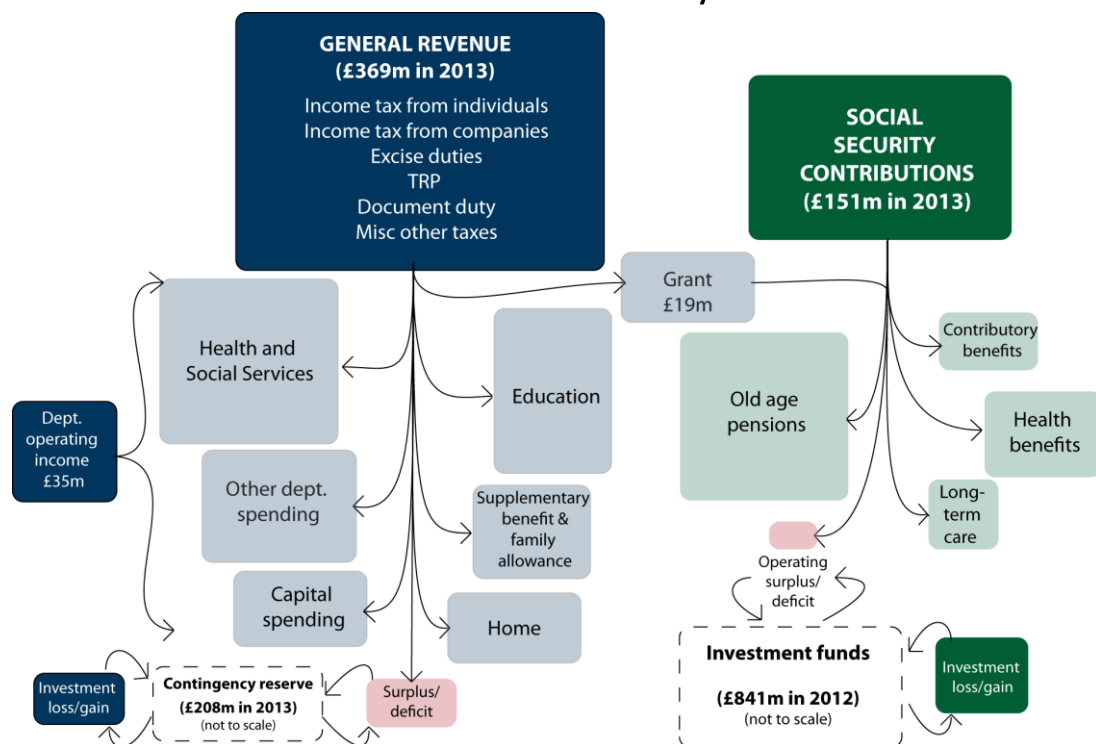 GENERAL REVENUE
(£369m in 2013)
Income tax from individuals
Income tax from companies
Excise duties
TRP
Document duty
Misc other taxes
SOCIAL
SECURITY
CONTRIBUTIONS
(£151m in 2013)
Grant
£19m
Health and
Social Services
Education
Contributory
benefits
Old age
pensions
Health
benefits
Dept.
operating
income
£35m
Other dept.
spending
Supplementary
benefit &
family
allowance
Long-
term
care
Operating
surplus/
deficit
Capital
spending
Home
Investment
loss/gain
Contingency reserve
(£208m in 2013)
(not to scale)
Surplus/
deficit
Investment funds
(£841m in 2012)
(not to scale)
Investment
loss/gain